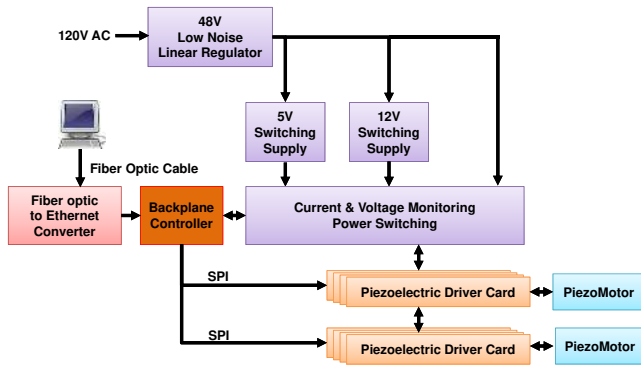 48V
Low Noise
Linear Regulator
120V AC
5V
Switching
Supply
12V
Switching
Supply
Fiber Optic Cable
Fiber optic
to Ethernet
Converter
Backplane
Controller
Current & Voltage Monitoring
Power Switching
SPI
Piezoelectric Driver Card
PiezoMotor
SPI
Piezoelectric Driver Card
PiezoMotor